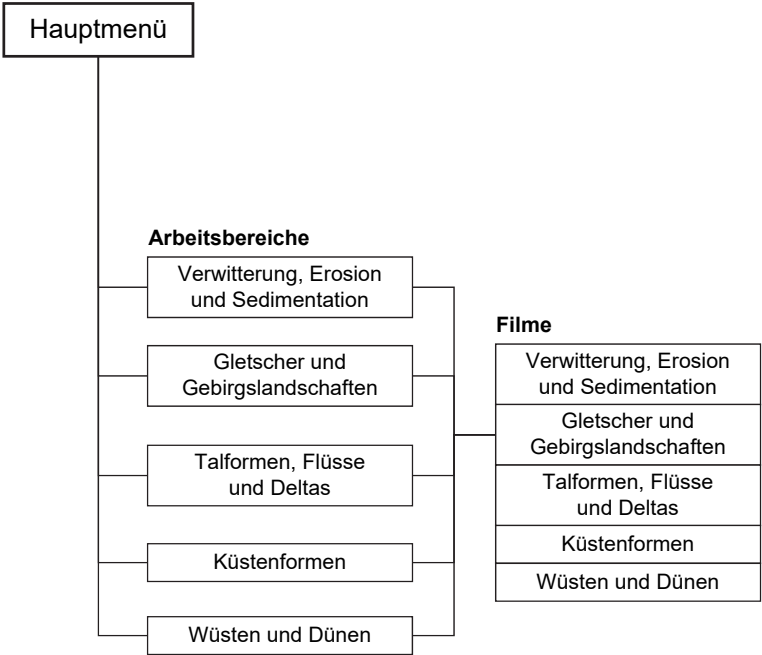 Hauptmenü
Arbeitsbereiche
Verwitterung, Erosion
und Sedimentation
Gletscher und
Gebirgslandschaften
Talformen, Flüsse
und Deltas
Küstenformen
Wüsten und Dünen
Filme
Verwitterung, Erosion
und Sedimentation
Gletscher und
Gebirgslandschaften
Talformen, Flüsse
und Deltas
Küstenformen
Wüsten und Dünen